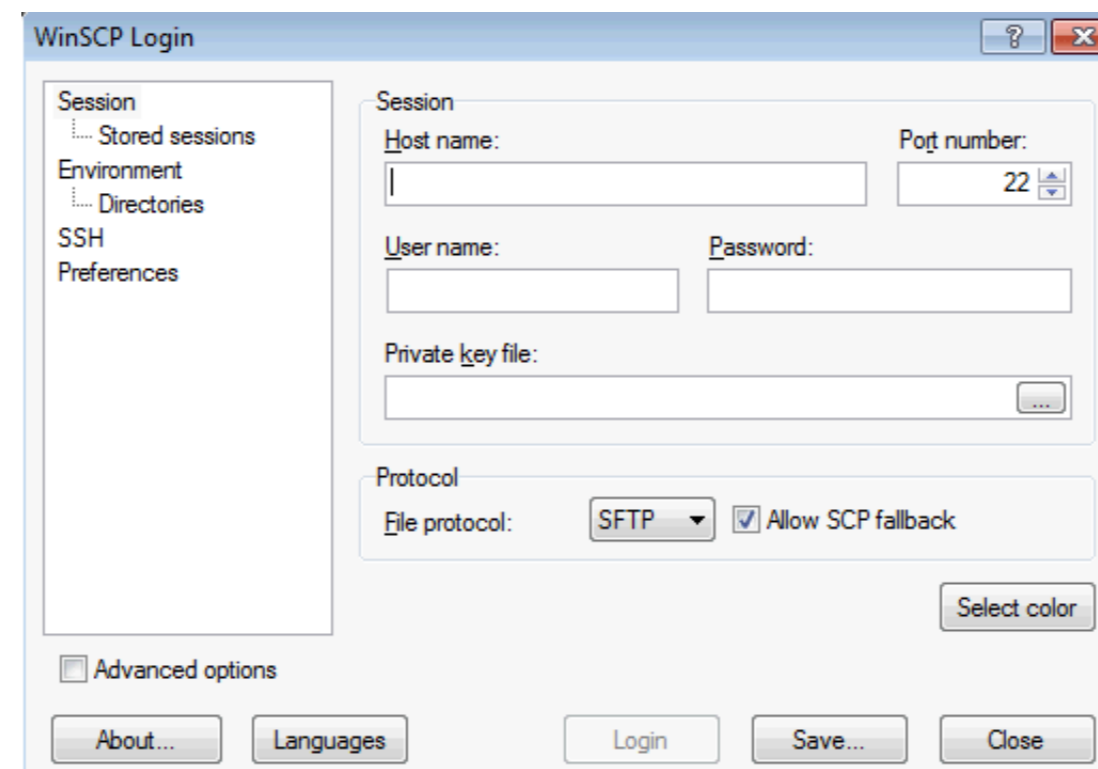 WinSCP Login
Session
Stored sessions
Environment
Directories
SSH
Preferences
Session
Host name:
Port number:
22
User name:
Password:
Private key file:
...
Protocol
File protocol:
SFTP
Allow SCP fallback
Select color
Advanced options
About...
Languages
Login
Save...
Close